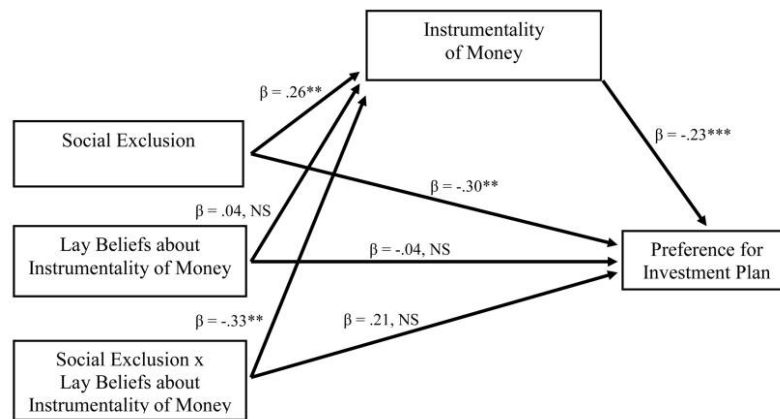 Instrumentality
of Money
β = .26**
Social Exclusion
β = -.23***
β = -.30**
β = .04, NS
Lay Beliefs about
Instrumentality of Money
β = -.04, NS
Preference for
Investment Plan
β = -.33**
β = .21, NS
Social Exclusion x
Lay Beliefs about
Instrumentality of Money